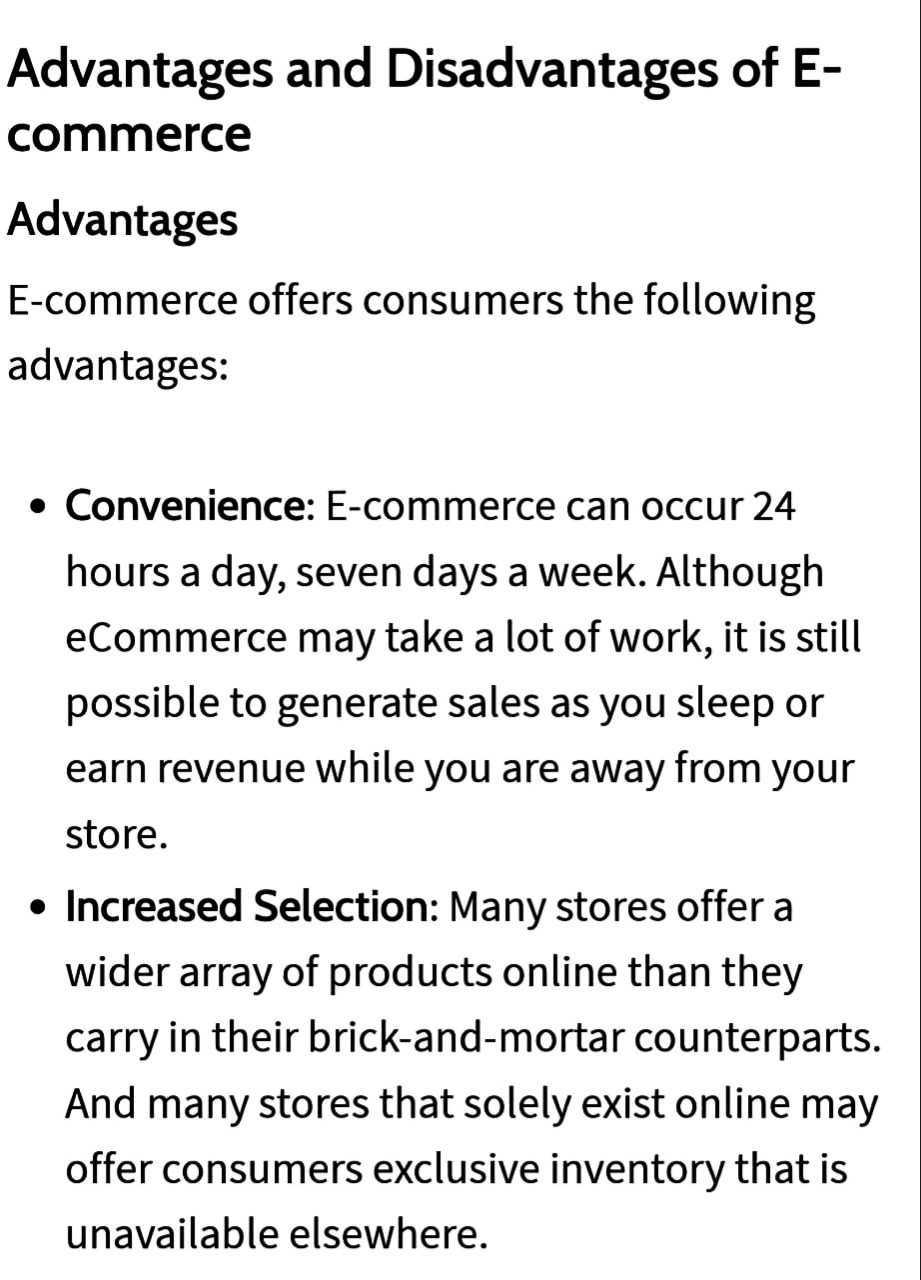 Advantages and Disadvantages of E-
commerce
Advantages
E-commerce offers consumers the following
advantages:
• Convenience: E-commerce can occur 24
hours a day, seven days a week. Although
eCommerce may take a lot of work, it is still
possible to generate sales as you sleep or
earn revenue while you are away from your
store.
• Increased Selection: Many stores offer a
wider array of products online than they
carry in their brick-and-mortar counterparts.
And many stores that solely exist online may
offer consumers exclusive inventory that is
unavailable elsewhere.